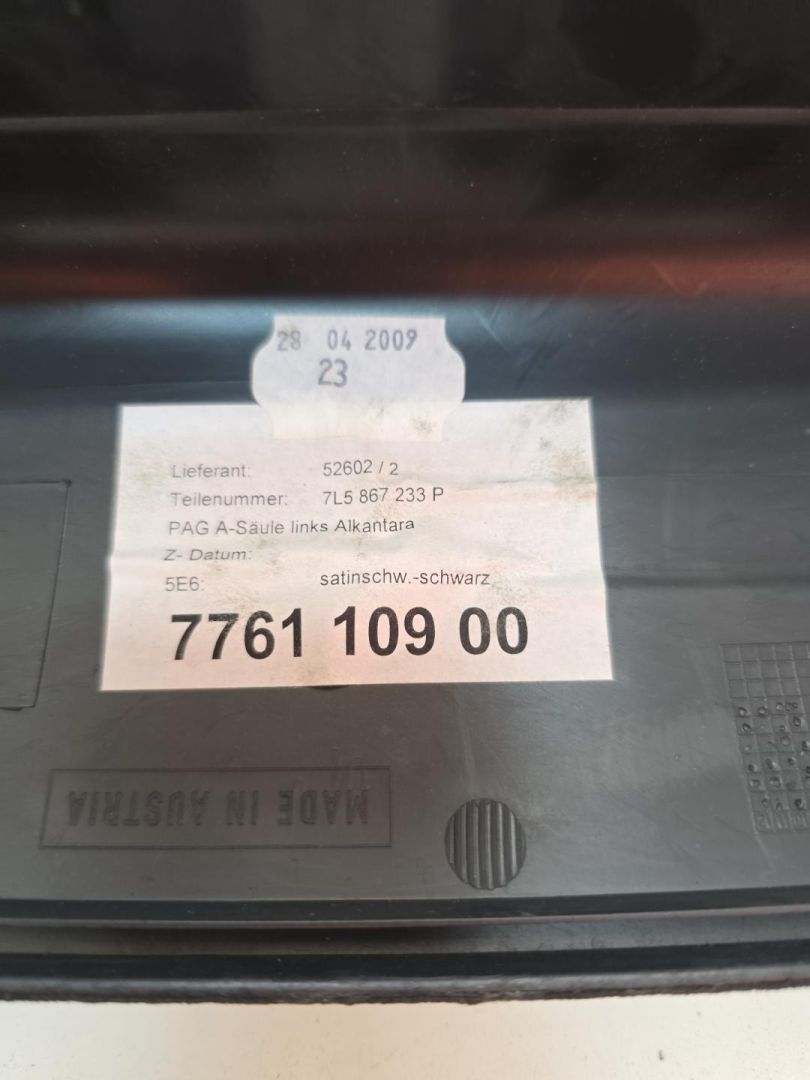 28 04 2009
23
Lieferant: 52602 / 2
Teilenummer: 7L5 867 233 P
PAG A-Säule links Alkantara
Z- Datum:
5E6: satinschw.-schwarz
7761 109 00
MADE IN AUSTRIA